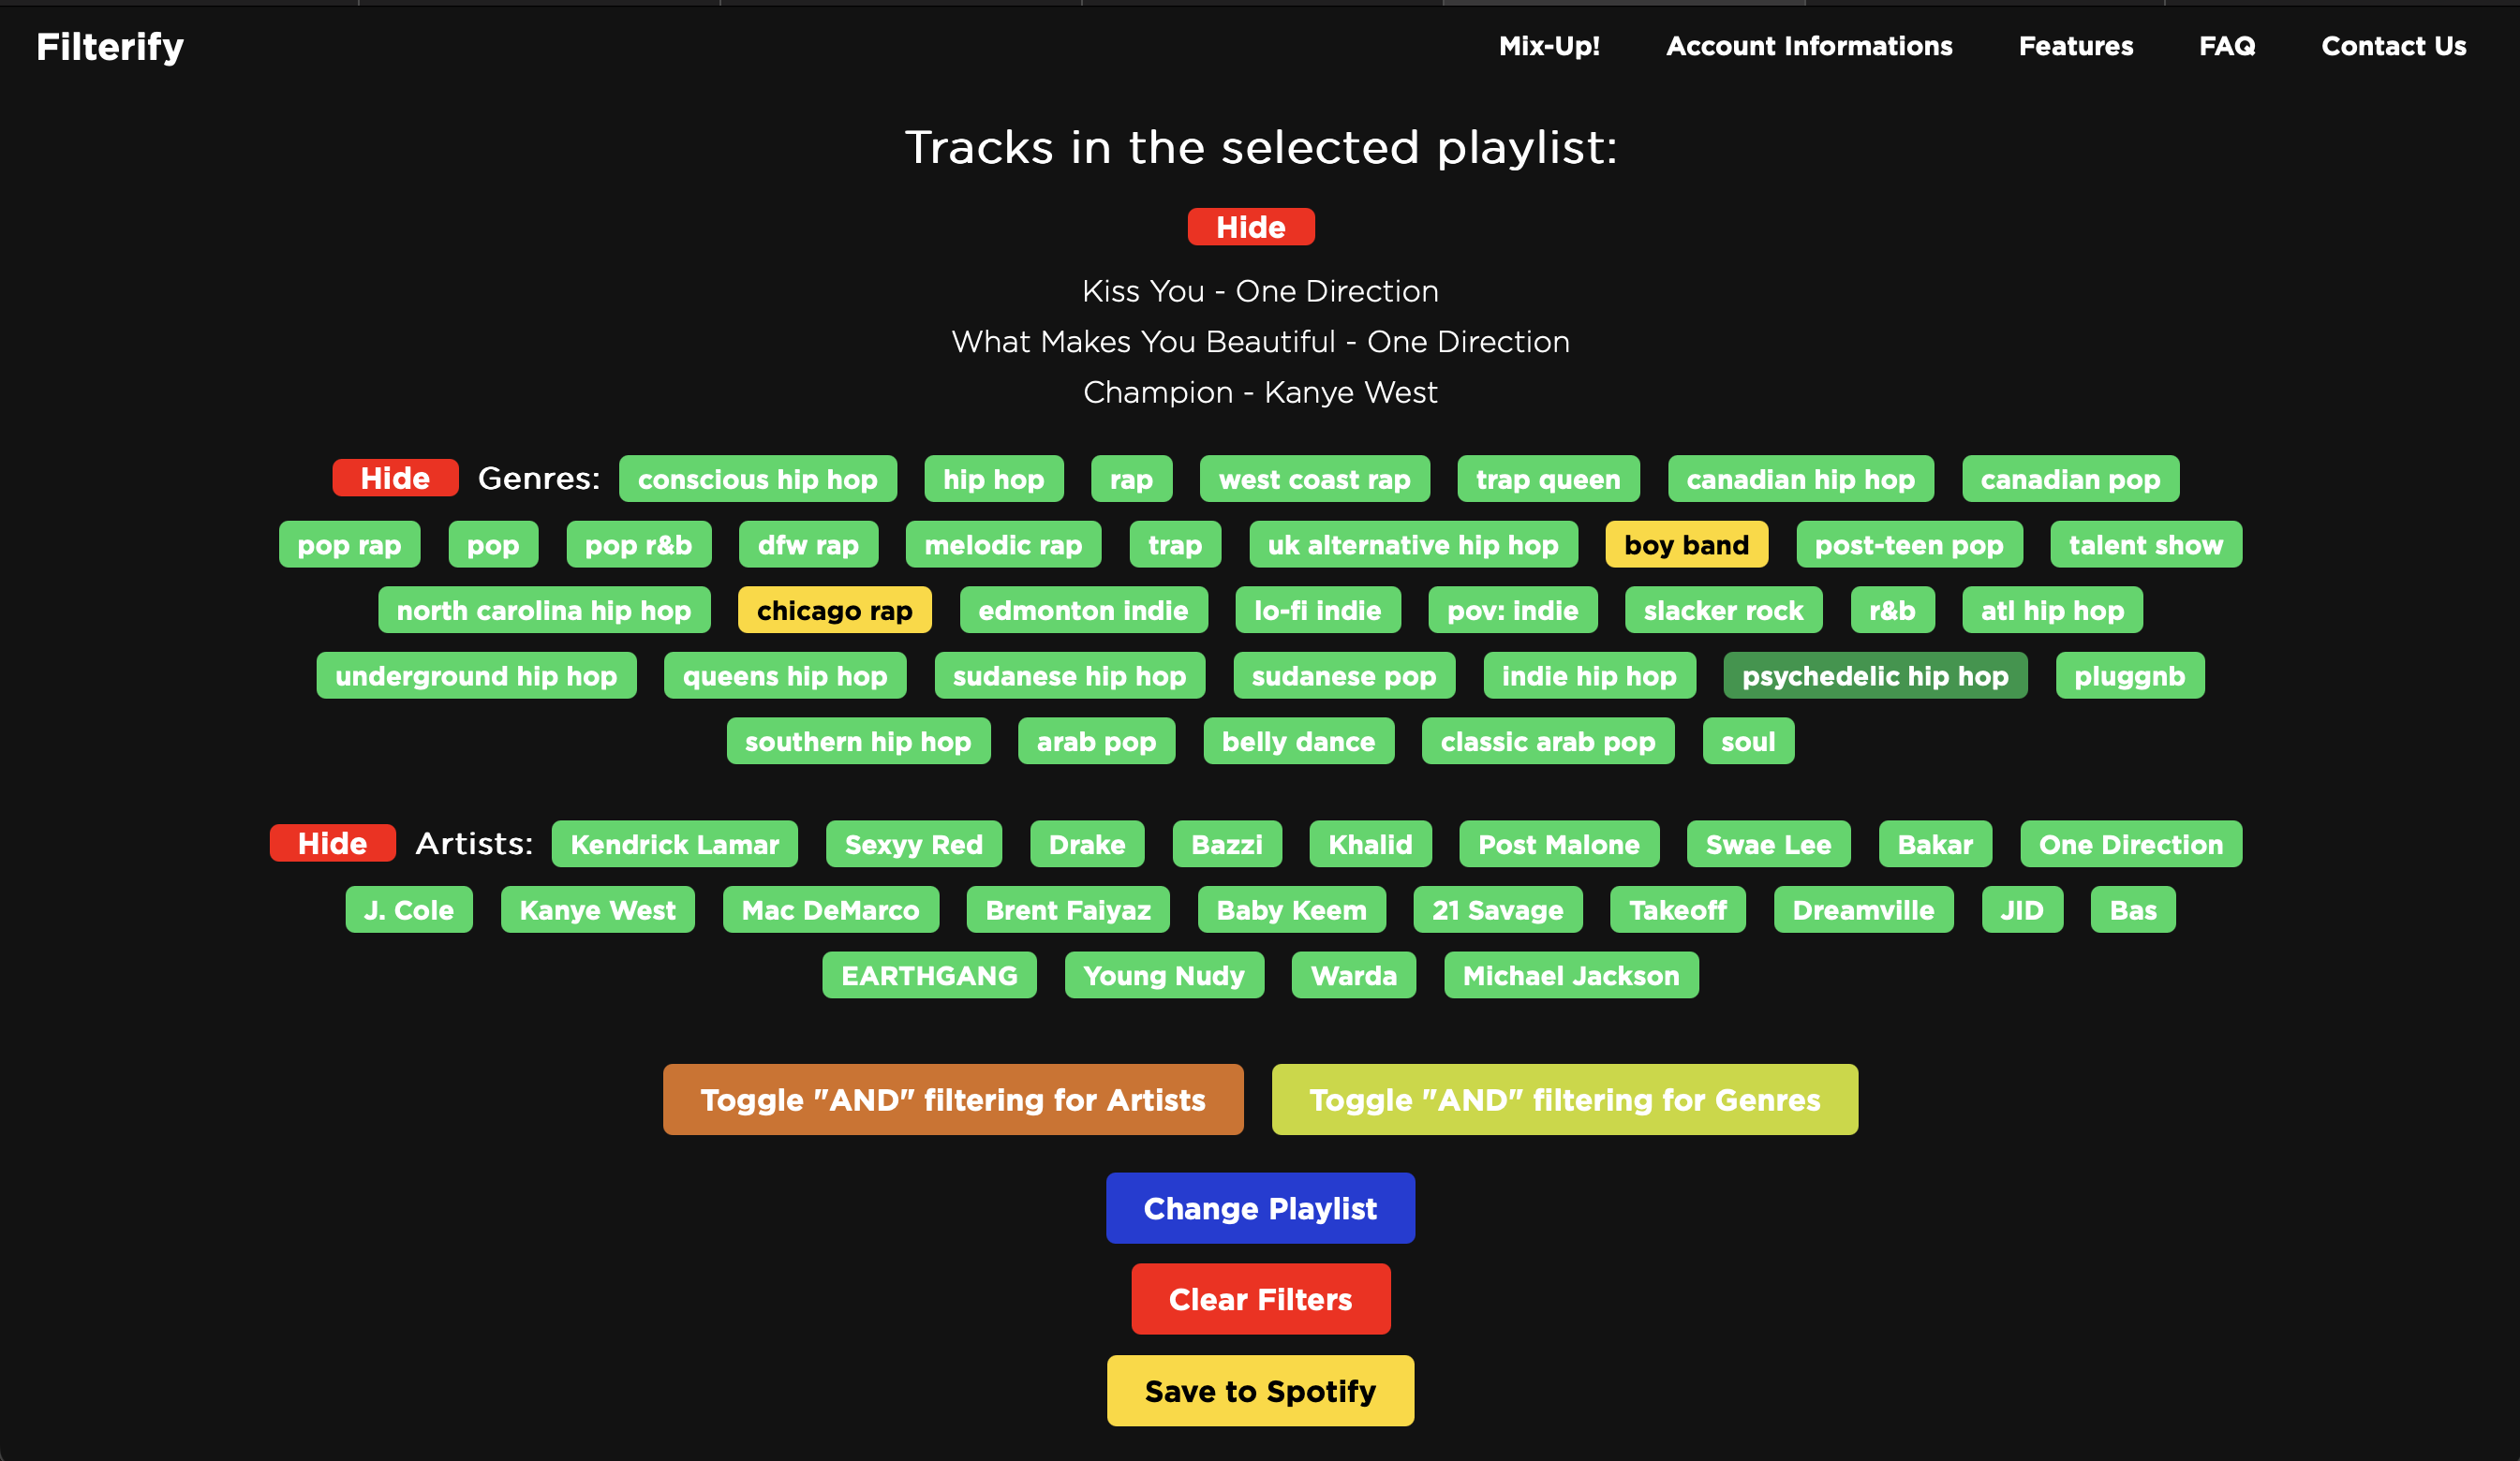 Filterify Mix-Up! Account Informations Features FAQ Contact Us
Tracks in the selected playlist:
Hide
Kiss You - One Direction
What Makes You Beautiful - One Direction
Champion - Kanye West
Hide Genres: conscious hip hop hip hop rap west coast rap trap queen canadian hip hop canadian pop
pop rap pop pop r&b dfw rap melodic rap trap uk alternative hip hop boy band post-teen pop talent show
north carolina hip hop chicago rap edmonton indie lo-fi indie pov: indie slacker rock r&b atl hip hop
underground hip hop queens hip hop sudanese hip hop sudanese pop indie hip hop psychedelic hip hop pluggnb
southern hip hop arab pop belly dance classic arab pop soul
Hide Artists: Kendrick Lamar Sexyy Red Drake Bazzi Khalid Post Malone Swae Lee Bakar One Direction
J. Cole Kanye West Mac DeMarco Brent Faiyaz Baby Keem 21 Savage Takeoff Dreamville JID Bas
EARTHGANG Young Nudy Warda Michael Jackson
Toggle "AND" filtering for Artists Toggle "AND" filtering for Genres
Change Playlist
Clear Filters
Save to Spotify